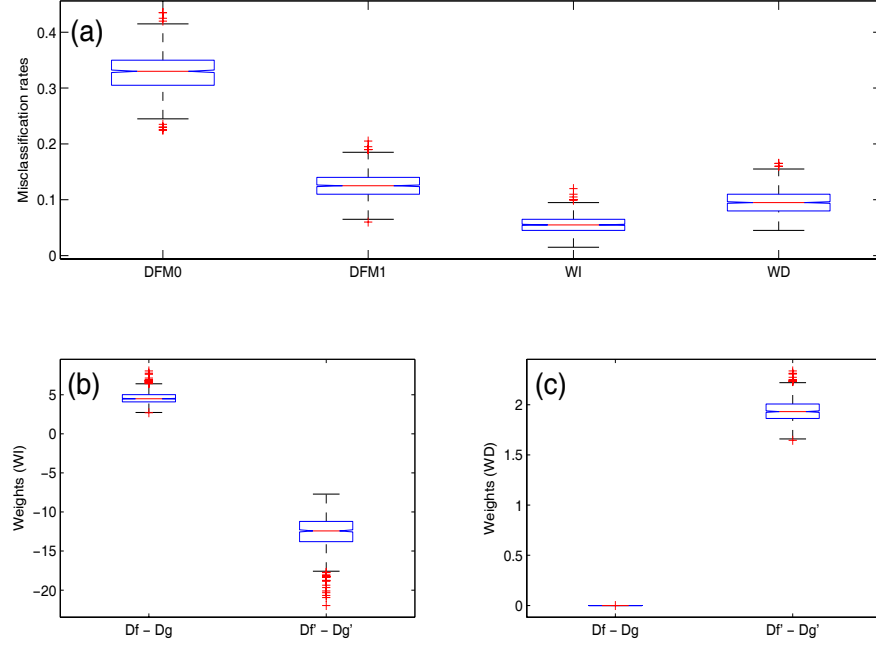 (a)
Misclassification rates
0.4
0.3
0.2
0.1
0
DFM0 DFM1 WI WD
(b)
Weights (WI)
5
0
−5
−10
−15
−20
Df − Dg Df' − Dg'
(c)
Weights (WD)
2
1.5
1
0.5
0
Df − Dg Df' − Dg'